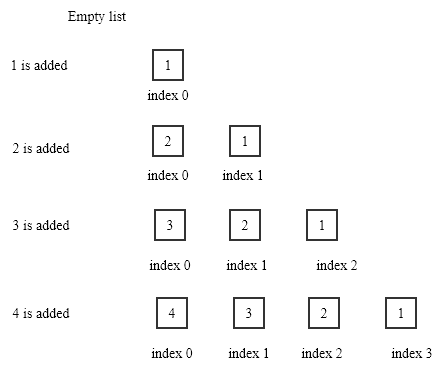 Empty list
1 is added
1
index 0
2 is added
2 1
index 0 index 1
3 is added
3 2 1
index 0 index 1 index 2
4 is added
4 3 2 1
index 0 index 1 index 2 index 3